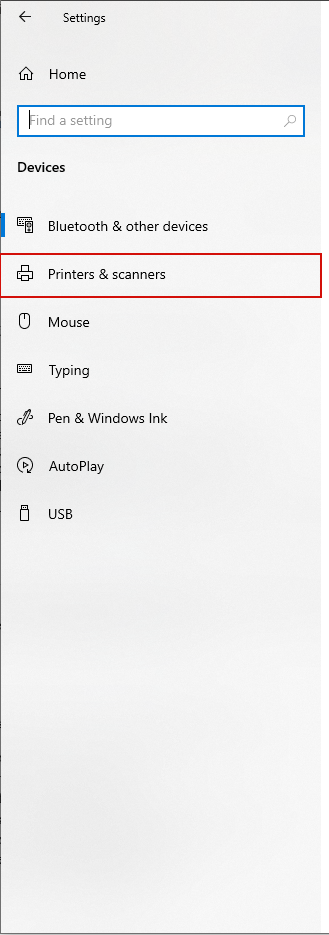 Settings
Home
Find a setting
Devices
Bluetooth & other devices
Printers & scanners
Mouse
Typing
Pen & Windows Ink
AutoPlay
USB